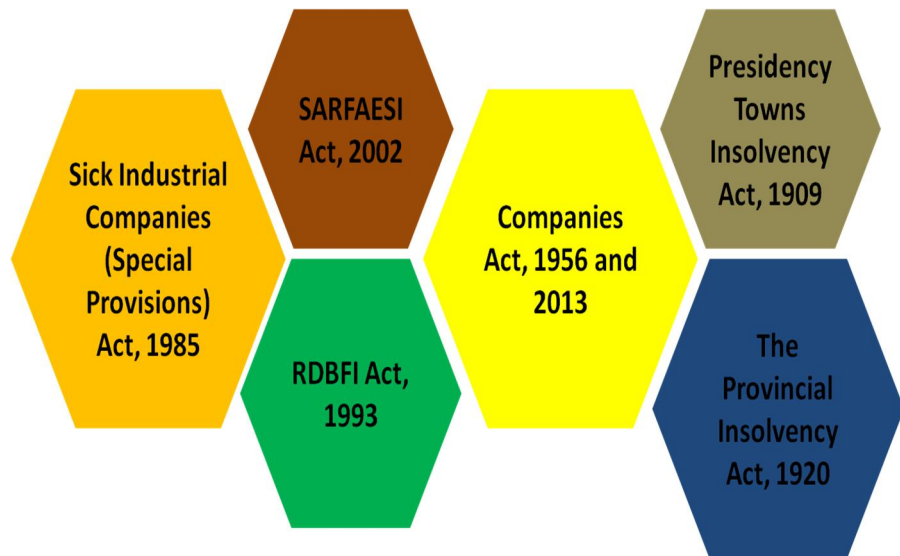 Sick Industrial
Companies
(Special
Provisions)
Act, 1985
SARFAESI
Act, 2002
RDBFI Act,
1993
Companies
Act, 1956 and
2013
Presidency
Towns
Insolvency
Act, 1909
The
Provincial
Insolvency
Act, 1920